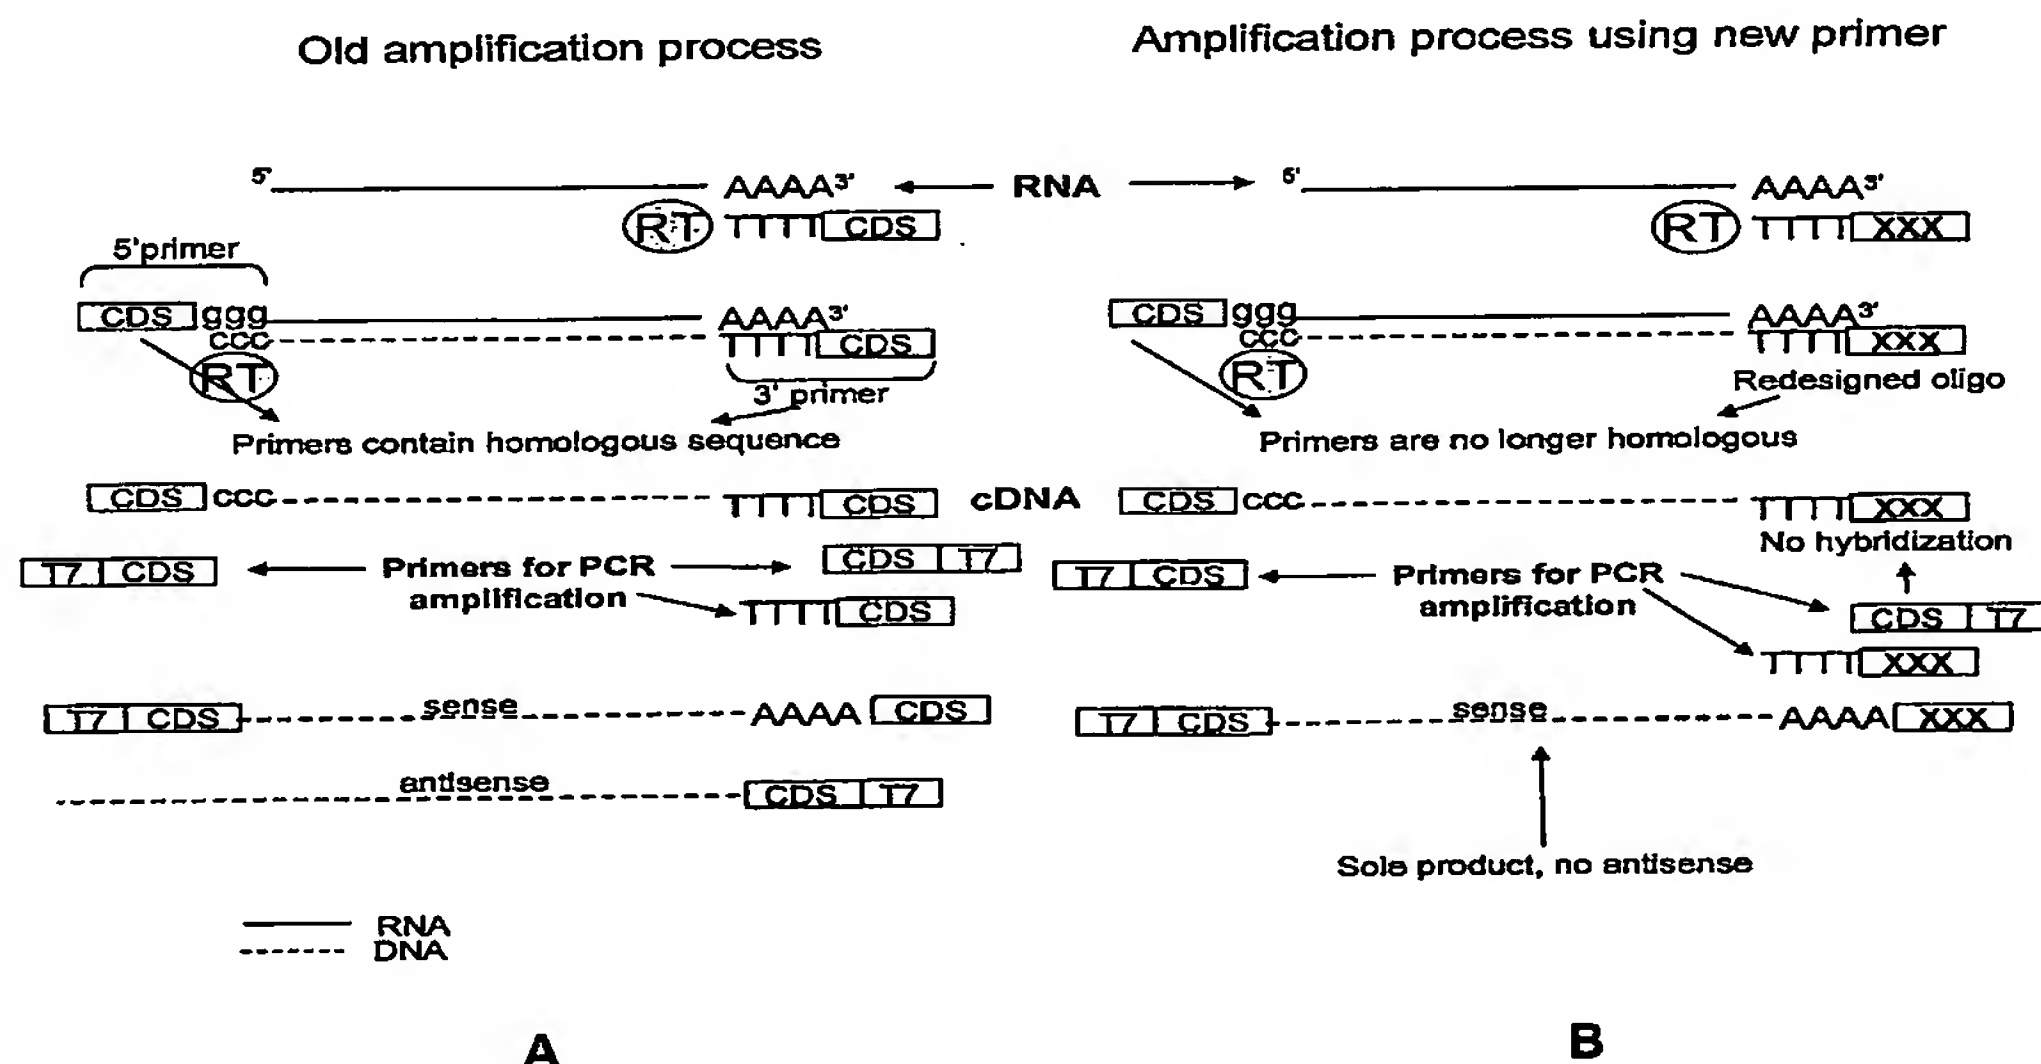 Old amplification process
Amplification process using new primer
5' AAAA3' RNA 5' AAAA3'
RT TTTT CDS RT TTTT XXX
5'primer
CDS ggg AAAA3' CDS ggg AAAA3'
ccc TTTT CDS ccc TTTT XXX
RT RT
3' primer Redesigned oligo
Primers contain homologous sequence Primers are no longer homologous
CDS ccc TTTT CDS cDNA CDS ccc TTTT XXX
No hybridization
T7 CDS Primers for PCR CDS T7 T7 CDS Primers for PCR
amplification TTTT CDS amplification CDS T7
TTTT XXX
T7 CDS sense AAAA CDS T7 CDS sense AAAA XXX
antisense CDS T7
Sole product, no antisense
RNA
DNA
A B